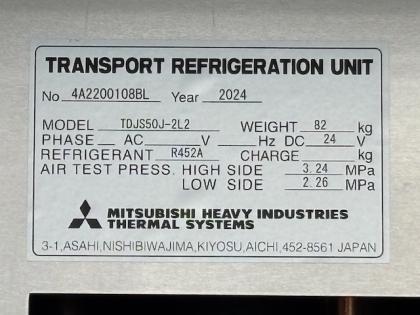 TRANSPORT REFRIGERATION UNIT
No 4A2200108BL Year 2024
MODEL TDJS50J-2L2 WEIGHT 82 kg
PHASE AC V Hz DC 24 V
REFRIGERANT R452A CHARGE kg
AIR TEST PRESS. HIGH SIDE 3.24 MPa
LOW SIDE 2.26 MPa
MITSUBISHI HEAVY INDUSTRIES
THERMAL SYSTEMS
3-1,ASAHI,NISHIBIWAJIMA,KIYOSU,AICHI,452-8561 JAPAN